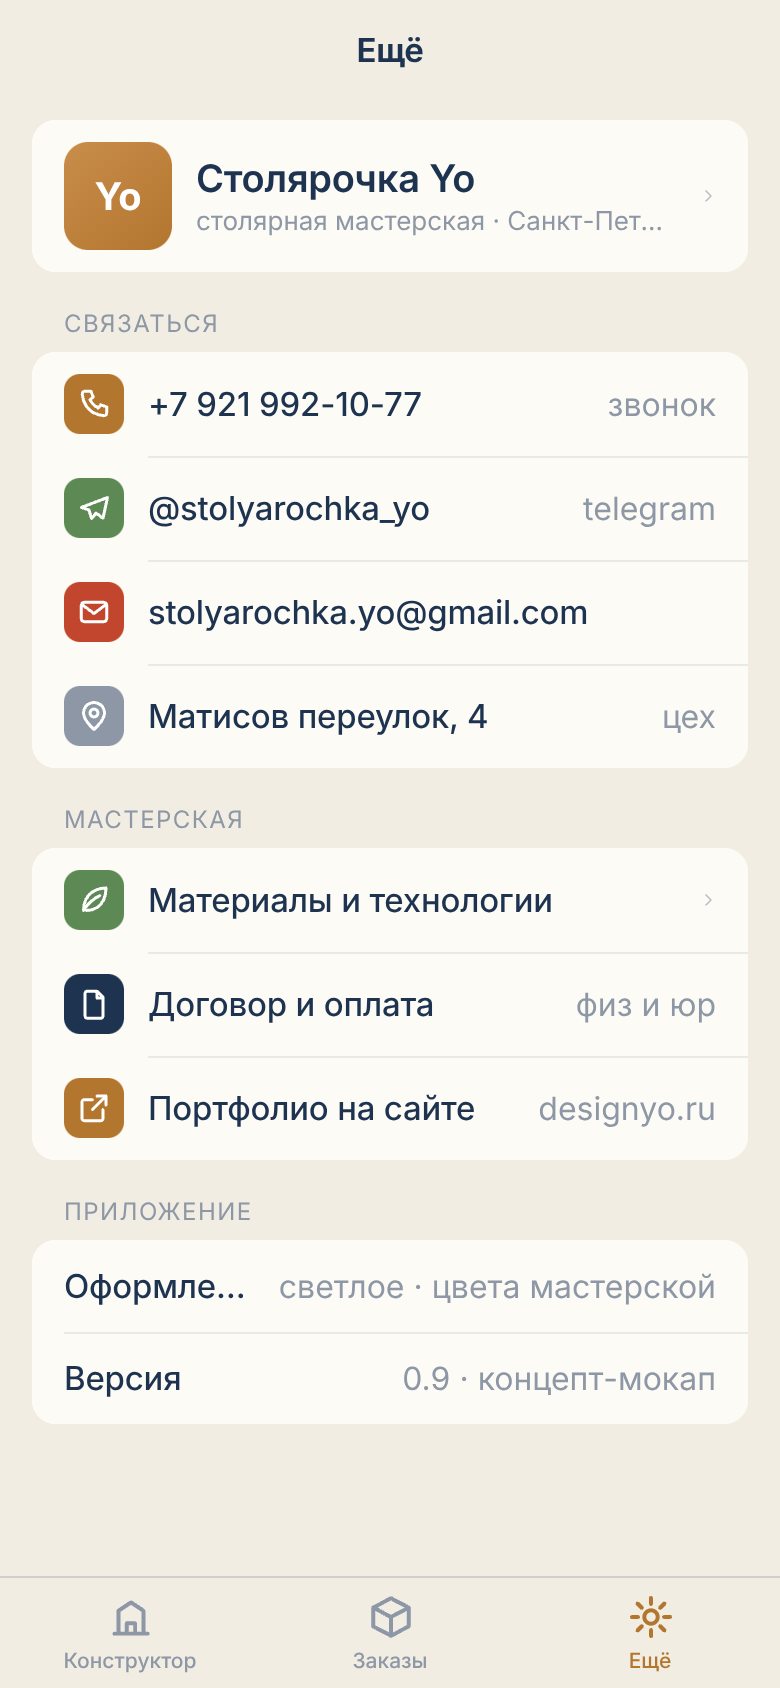 Ещё
Yo
Столярочка Yo
столярная мастерская · Санкт-Пет...
СВЯЗАТЬСЯ
+7 921 992-10-77 звонок
@stolyarochka_yo telegram
stolyarochka.yo@gmail.com
Матисов переулок, 4 цех
МАСТЕРСКАЯ
Материалы и технологии
Договор и оплата физ и юр
Портфолио на сайте designyo.ru
ПРИЛОЖЕНИЕ
Оформле... светлое · цвета мастерской
Версия 0.9 · концепт-мокап
Конструктор Заказы Ещё